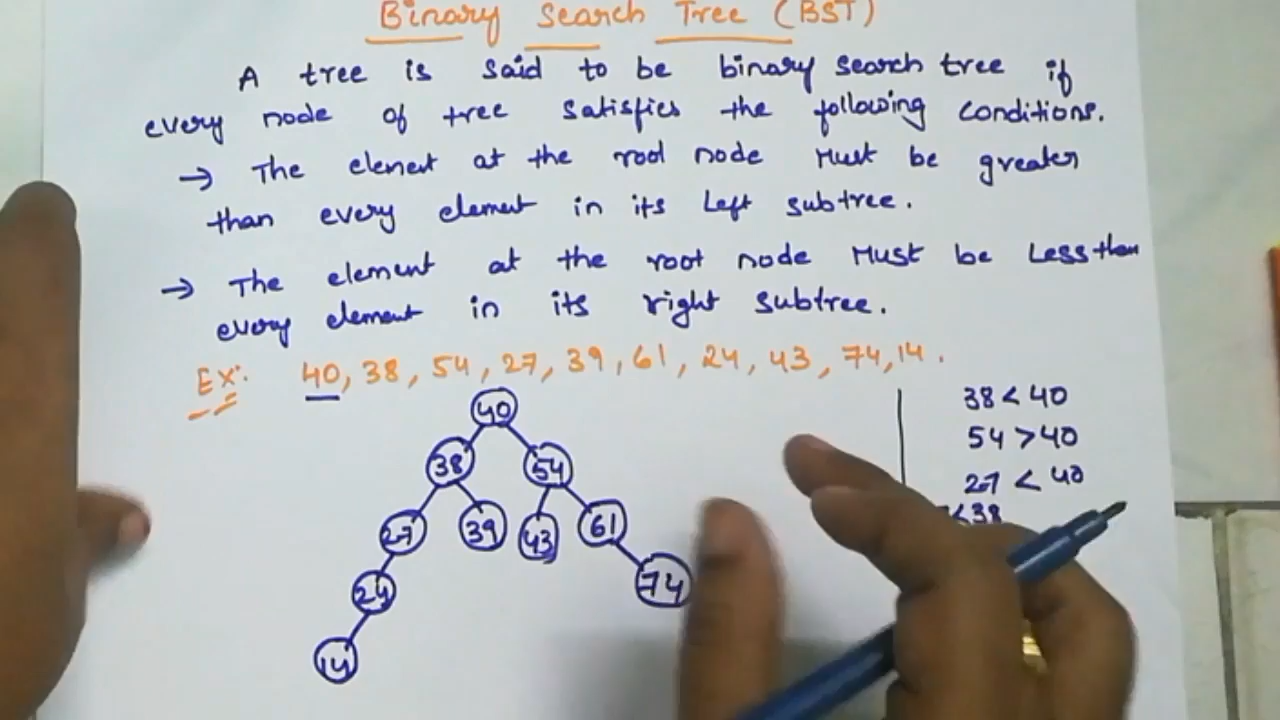 Binary Search Tree (BST)
A tree is said to be binary search tree if
every node of tree satisfies the following conditions.
→ The element at the root node Must be greater
than every element in its Left subtree.
→ The element at the root node Must be Less than
every element in its right subtree.
Ex: 40, 38, 54, 27, 39, 61, 24, 43, 74, 14.
38 < 40
54 > 40
27 < 40
<38
40
38 54
27 39 43 61
24 74
14